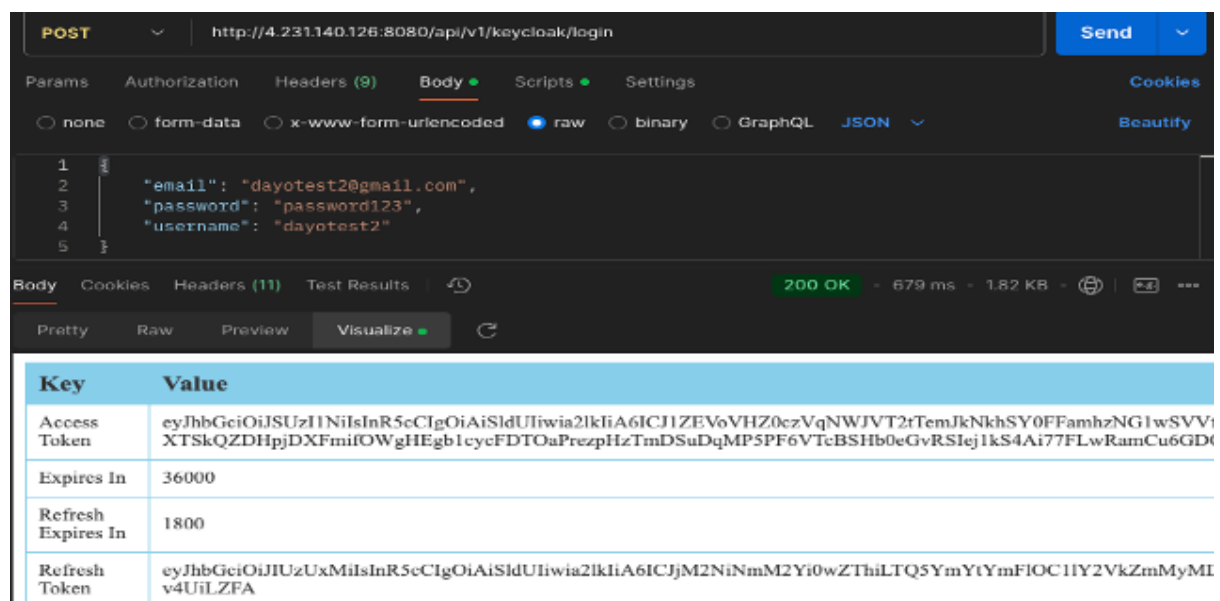 POST http://4.231.140.126:8080/api/v1/keycloak/login Send
Params Authorization Headers (9) Body Scripts Settings Cookies
none form-data x-www-form-urlencoded raw binary GraphQL JSON Beautify
1 {
2 "email": "dayotest2@gmail.com",
3 "password": "password123",
4 "username": "dayotest2"
5 }
Body Cookies Headers (11) Test Results 200 OK 679 ms 1.82 KB
Pretty Raw Preview Visualize
Key Value
Access
Token
Expires In 36000
Refresh
Expires In 1800
Refresh
Token
v4UiLZFA